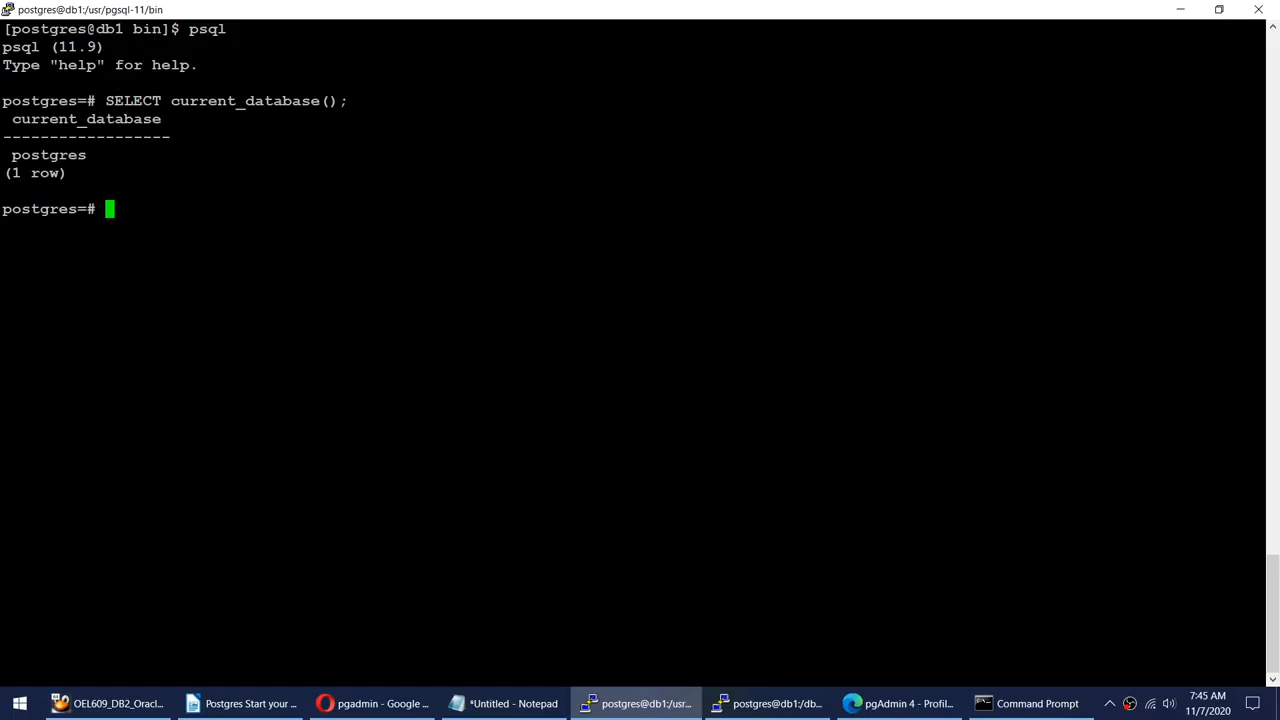 postgres@db1:/usr/pgsql-11/bin
[postgres@db1 bin]$ psql
psql (11.9)
Type "help" for help.
postgres=# SELECT current_database();
current_database
------------------
postgres
(1 row)
postgres=#
OEL609_DB2_Oracl...
Postgres Start your ...
pgadmin - Google ...
*Untitled - Notepad
postgres@db1:/usr...
postgres@db1:/db...
pgAdmin 4 - Profil...
Command Prompt
7:45 AM
11/7/2020